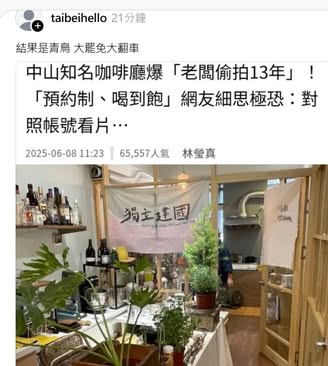 taibeihello 21分鐘
結果是青鳥 大罷免大翻車
中山知名咖啡廳爆「老闆偷拍13年」！
「預約制、喝到飽」網友細思極恐：對
照帳號看片…
2025-06-08 11:23 65,557人氣 林瑩真
獨立建國